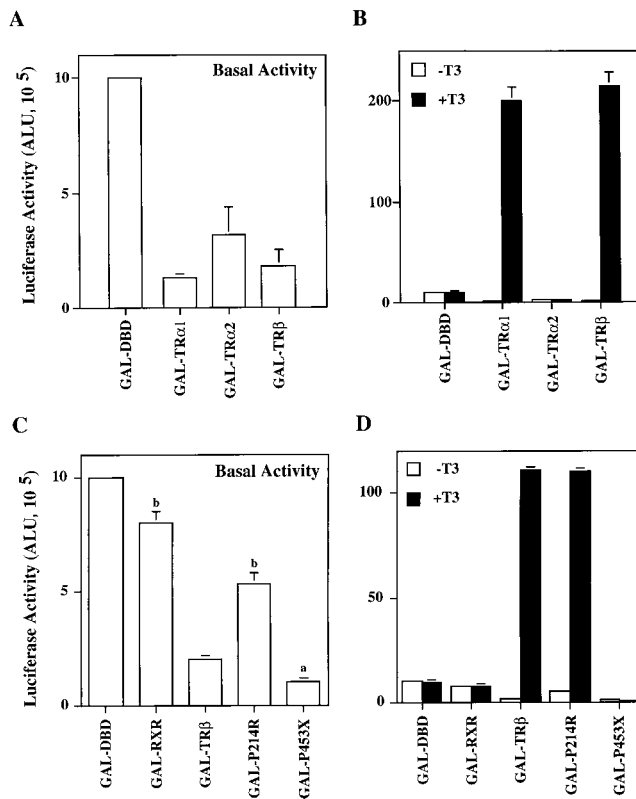 A
Luciferase Activity (ALU, 10 5)
10
5
0
Basal Activity
GAL-DBD
GAL-TRα1
GAL-TRα2
GAL-TRβ
B
200
100
0
-T3
+T3
GAL-DBD
GAL-TRα1
GAL-TRα2
GAL-TRβ
C
Luciferase Activity (ALU, 10 5)
10
5
0
Basal Activity
b
b
a
GAL-DBD
GAL-RXR
GAL-TRβ
GAL-P214R
GAL-P453X
D
100
50
0
-T3
+T3
GAL-DBD
GAL-RXR
GAL-TRβ
GAL-P214R
GAL-P453X